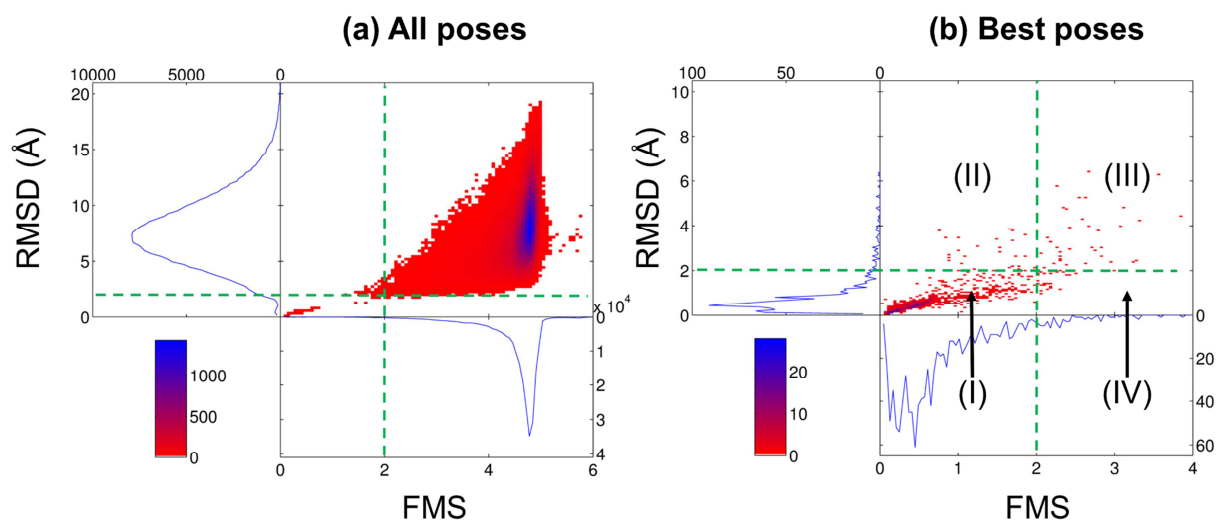 (a) All poses
(b) Best poses
10000 5000 0
20
15
10
5
0
RMSD (Å)
x 10^4
0
1
2
3
4
1000
500
0
0 2 4 6
FMS
100 50 0
10
8
6
4
2
0
RMSD (Å)
(II)
(III)
(I)
(IV)
0
20
40
60
20
10
0
0 1 2 3 4
FMS